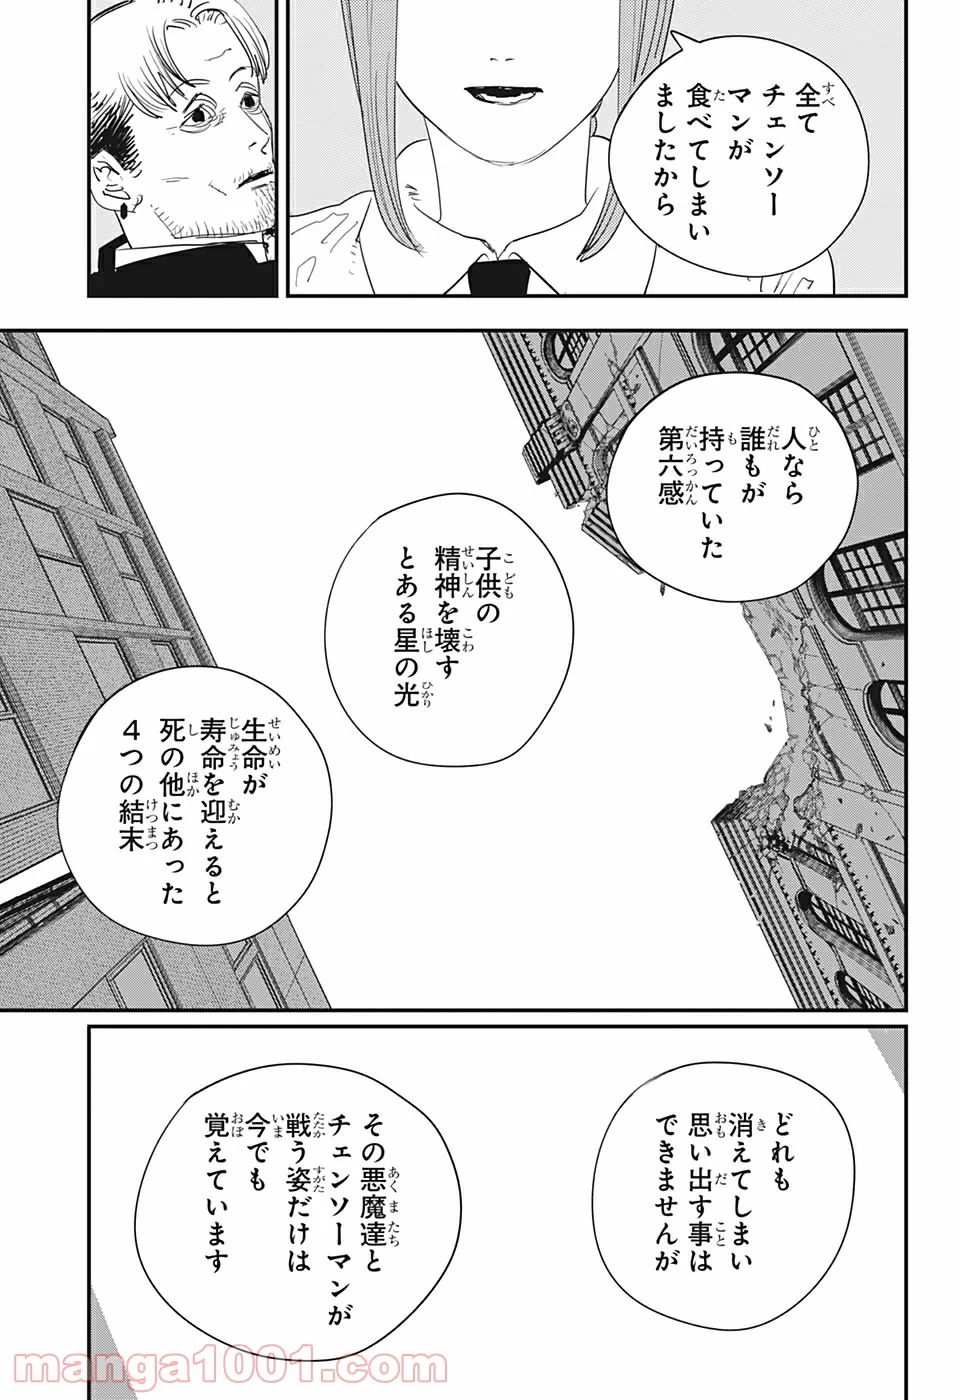 全て
チェンソー
マンが
食べてしまい
ましたから
人なら
誰もが
持っていた
第六感
子供の
精神を壊す
とある星の光
生命が
寿命を迎えると
死の他にあった
4つの結末
どれも
消えてしまい
思い出す事は
できませんが
その悪魔達と
チェンソーマンが
戦う姿だけは
今でも
覚えています
manga1001.com